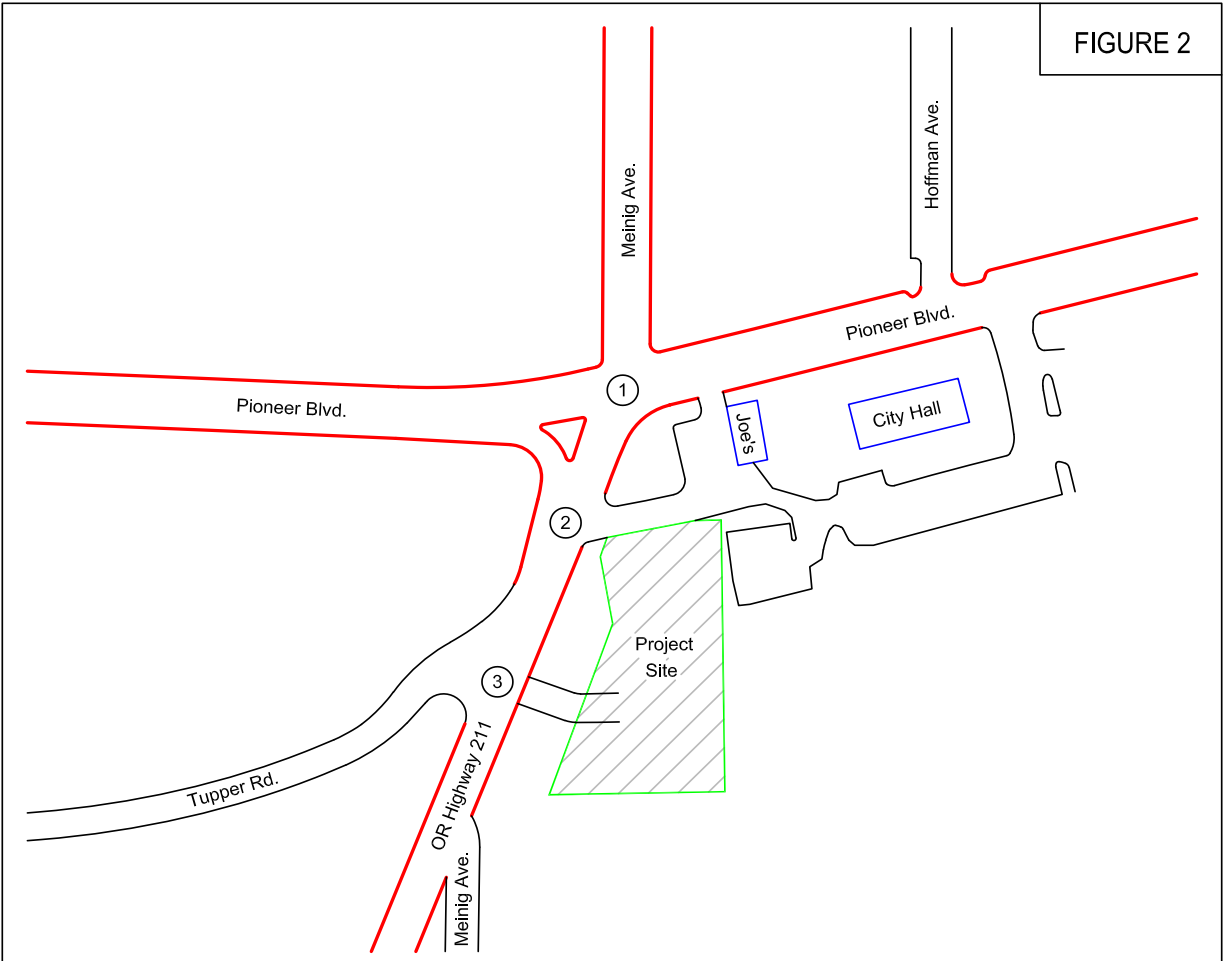 FIGURE 2
Meinig Ave.
Hoffman Ave.
Pioneer Blvd.
Pioneer Blvd.
1
Joe's
City Hall
2
Project
Site
3
Tupper Rd.
OR Highway 211
Meinig Ave.